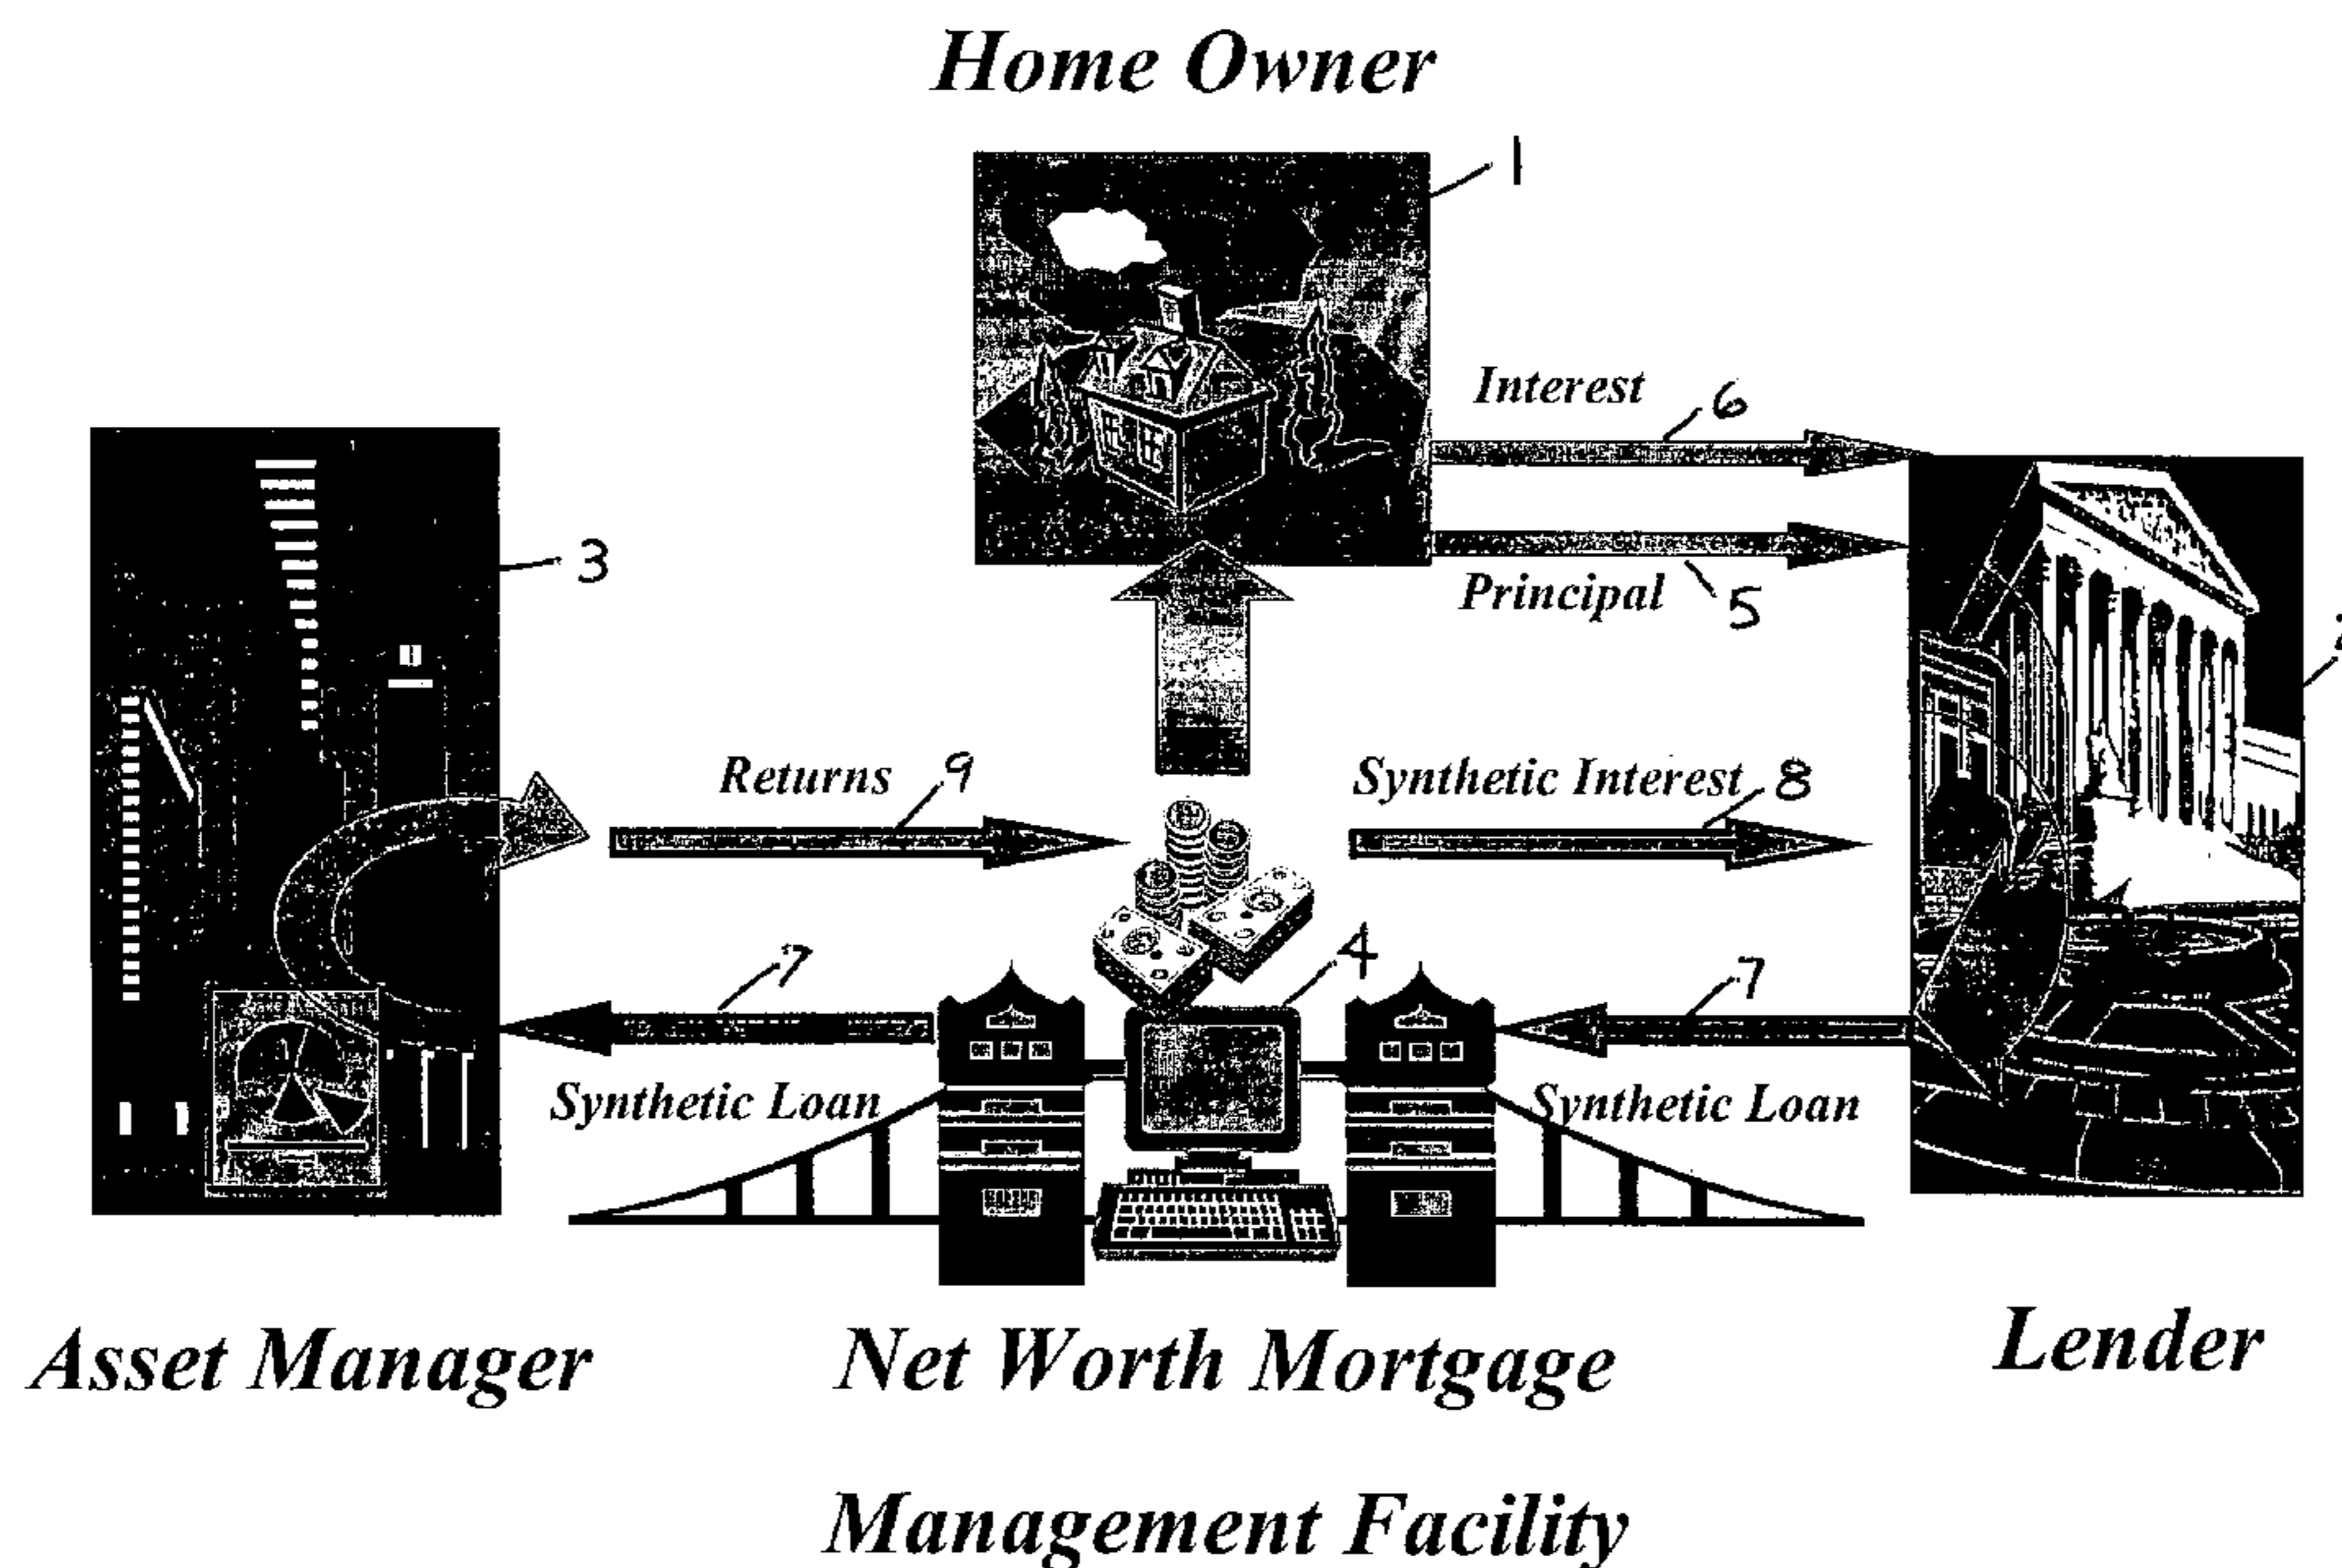 Home Owner
1
Interest
6
3
Principal
5
Returns
9
Synthetic Interest
8
4
7
7
Synthetic Loan
Synthetic Loan
Asset Manager
Net Worth Mortgage
Lender
Management Facility